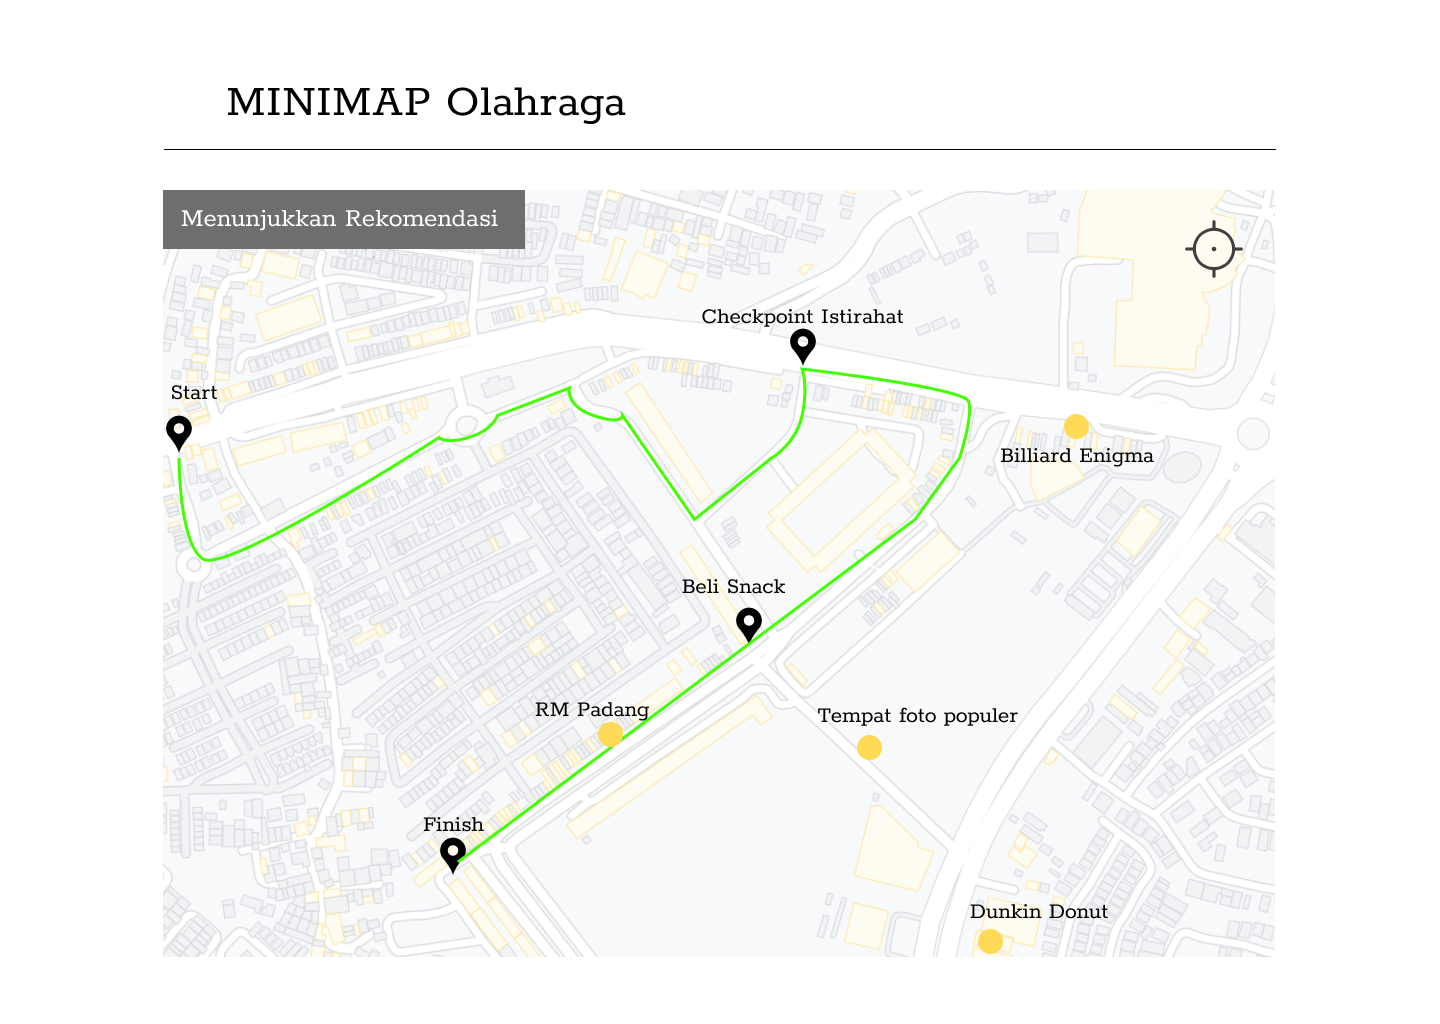 MINIMAP Olahraga
Menunjukkan Rekomendasi
Checkpoint Istirahat
Start
Billiard Enigma
Beli Snack
RM Padang
Tempat foto populer
Finish
Dunkin Donut